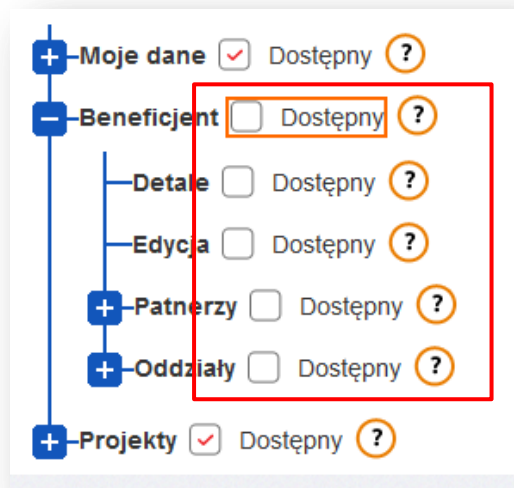 Moje dane Dostępny ?
Beneficjent Dostępny ?
Detale Dostępny ?
Edycja Dostępny ?
Patnerzy Dostępny ?
Oddziały Dostępny ?
Projekty Dostępny ?